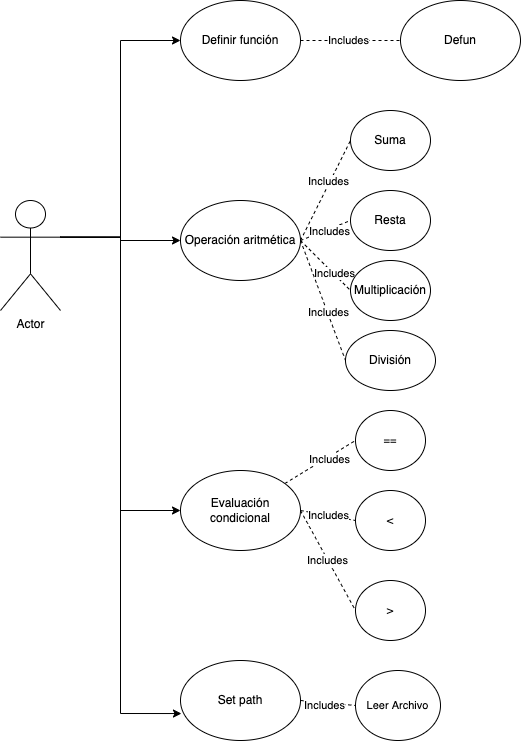 Definir función
Includes
Defun
Suma
Includes
Resta
Includes
Operación aritmética
Includes
Multiplicación
Includes
División
Actor
==
Includes
Evaluación
condicional
Includes
<
Includes
>
Set path
Includes
Leer Archivo